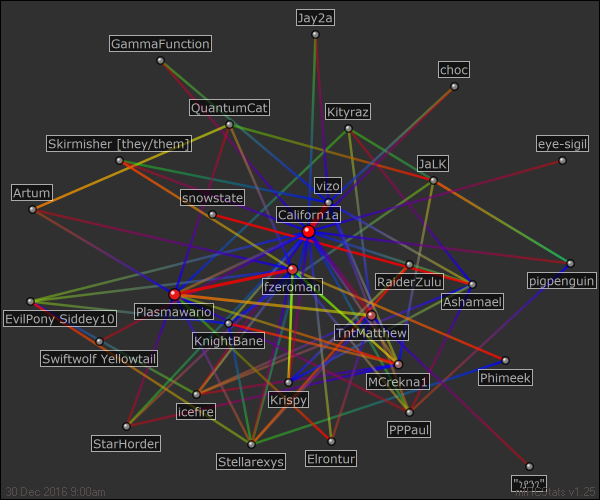 Jay2a
GammaFunction
choc
QuantumCat
Kityraz
Skirmisher [they/them]
eye-sigil
JaLK
Artum
snowstate
vizo
Californ1a
fzeroman
RaiderZulu
pigpenguin
Ashamael
EvilPony Siddey10
Plasmawario
TntMatthew
KnightBane
Swiftwolf Yellowtail
MCrekna1
Phimeek
Krispy
icefire
PPPaul
StarHorder
Stellarexys
Elrontur
30 Dec 2016 9:00am
v1.25